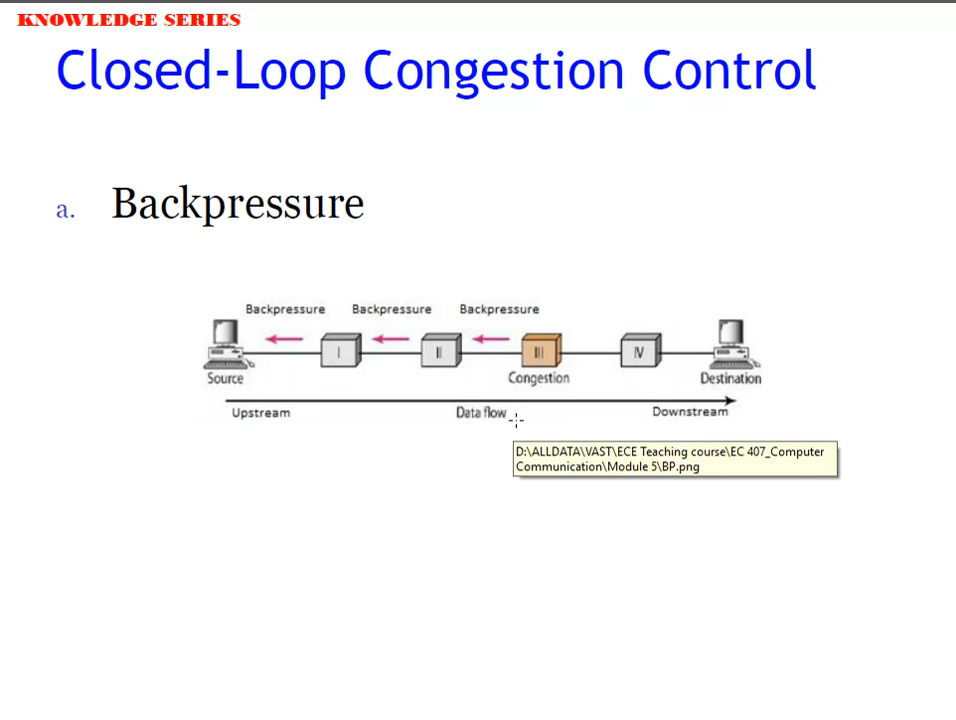 KNOWLEDGE SERIES
Closed-Loop Congestion Control
a. Backpressure
Backpressure Backpressure Backpressure
I II III IV
Source Congestion Destination
Upstream Data flow Downstream
D:\ALLDATA\VAST\ECE Teaching course\EC 407_Computer
Communication\Module 5\BP.png